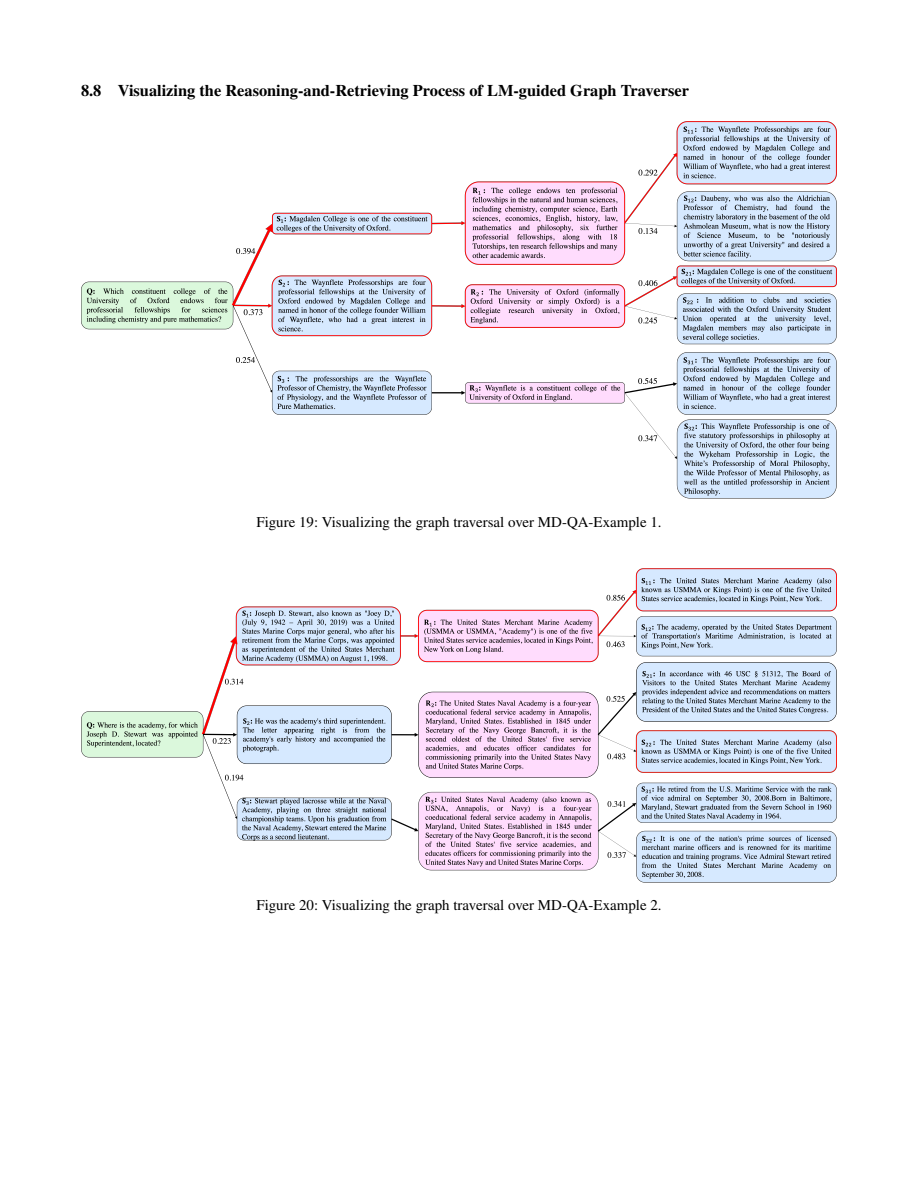 8.8 Visualizing the Reasoning-and-Retrieving Process of LM-guided Graph Traverser
Q: Which constituent college of the
University of Oxford endows four
professorial fellowships for sciences
including chemistry and pure mathematics?
0.394
0.373
0.254
S1: Magdalen College is one of the constituent
colleges of the University of Oxford.
S2: The Waynflete Professorships are four
professorial fellowships at the University of
Oxford endowed by Magdalen College and
named in honor of the college founder William
of Waynflete, who had a great interest in
science.
S3 : The professorships are the Waynflete
Professor of Chemistry, the Waynflete Professor
of Physiology, and the Waynflete Professor of
Pure Mathematics.
R1 : The college endows ten professorial
fellowships in the natural and human sciences,
including chemistry, computer science, Earth
sciences, economics, English, history, law,
mathematics and philosophy, six further
professorial fellowships, along with 18
Tutorships, ten research fellowships and many
other academic awards.
R2 : The University of Oxford (informally
Oxford University or simply Oxford) is a
collegiate research university in Oxford,
England.
R3: Waynflete is a constituent college of the
University of Oxford in England.
0.292
0.134
0.406
0.245
0.545
0.347
S11: The Waynflete Professorships are four
professorial fellowships at the University of
Oxford endowed by Magdalen College and
named in honour of the college founder
William of Waynflete, who had a great interest
in science.
S12: Daubeny, who was also the Aldrichian
Professor of Chemistry, had found the
chemistry laboratory in the basement of the old
Ashmolean Museum, what is now the History
of Science Museum, to be "notoriously
unworthy of a great University" and desired a
better science facility.
S21: Magdalen College is one of the constituent
colleges of the University of Oxford.
S22 : In addition to clubs and societies
associated with the Oxford University Student
Union operated at the university level,
Magdalen members may also participate in
several college societies.
S31: The Waynflete Professorships are four
professorial fellowships at the University of
Oxford endowed by Magdalen College and
named in honour of the college founder
William of Waynflete, who had a great interest
in science.
S32: This Waynflete Professorship is one of
five statutory professorships in philosophy at
the University of Oxford, the other four being
the Wykeham Professorship in Logic, the
White's Professorship of Moral Philosophy,
the Wilde Professor of Mental Philosophy, as
well as the untitled professorship in Ancient
Philosophy.
Figure 19: Visualizing the graph traversal over MD-QA-Example 1.
Q: Where is the academy, for which
Joseph D. Stewart was appointed
Superintendent, located?
0.314
0.223
0.194
S1: Joseph D. Stewart, also known as "Joey D,"
(July 9, 1942 – April 30, 2019) was a United
States Marine Corps major general, who after his
retirement from the Marine Corps, was appointed
as superintendent of the United States Merchant
Marine Academy (USMMA) on August 1, 1998.
S2: He was the academy's third superintendent.
The letter appearing right is from the
academy's early history and accompanied the
photograph.
S3: Stewart played lacrosse while at the Naval
Academy, playing on three straight national
championship teams. Upon his graduation from
the Naval Academy, Stewart entered the Marine
Corps as a second lieutenant.
R1: The United States Merchant Marine Academy
(USMMA or USMMA, "Academy") is one of the five
United States service academies, located in Kings Point,
New York on Long Island.
R2: The United States Naval Academy is a four-year
coeducational federal service academy in Annapolis,
Maryland, United States. Established in 1845 under
Secretary of the Navy George Bancroft, it is the
second oldest of the United States' five service
academies, and educates officer candidates for
commissioning primarily into the United States Navy
and United States Marine Corps.
R3: United States Naval Academy (also known as
USNA, Annapolis, or Navy) is a four-year
coeducational federal service academy in Annapolis,
Maryland, United States. Established in 1845 under
Secretary of the Navy George Bancroft, it is the second
of the United States' five service academies, and
educates officers for commissioning primarily into the
United States Navy and United States Marine Corps.
0.856
0.463
0.525
0.483
0.341
0.337
S11: The United States Merchant Marine Academy (also
known as USMMA or Kings Point) is one of the five United
States service academies, located in Kings Point, New York.
S12: The academy, operated by the United States Department
of Transportation's Maritime Administration, is located at
Kings Point, New York.
S21: In accordance with 46 USC § 51312, The Board of
Visitors to the United States Merchant Marine Academy
provides independent advice and recommendations on matters
relating to the United States Merchant Marine Academy to the
President of the United States and the United States Congress.
S22: The United States Merchant Marine Academy (also
known as USMMA or Kings Point) is one of the five United
States service academies, located in Kings Point, New York.
S31: He retired from the U.S. Maritime Service with the rank
of vice admiral on September 30, 2008.Born in Baltimore,
Maryland, Stewart graduated from the Severn School in 1960
and the United States Naval Academy in 1964.
S32: It is one of the nation's prime sources of licensed
merchant marine officers and is renowned for its maritime
education and training programs. Vice Admiral Stewart retired
from the United States Merchant Marine Academy on
September 30, 2008.
Figure 20: Visualizing the graph traversal over MD-QA-Example 2.